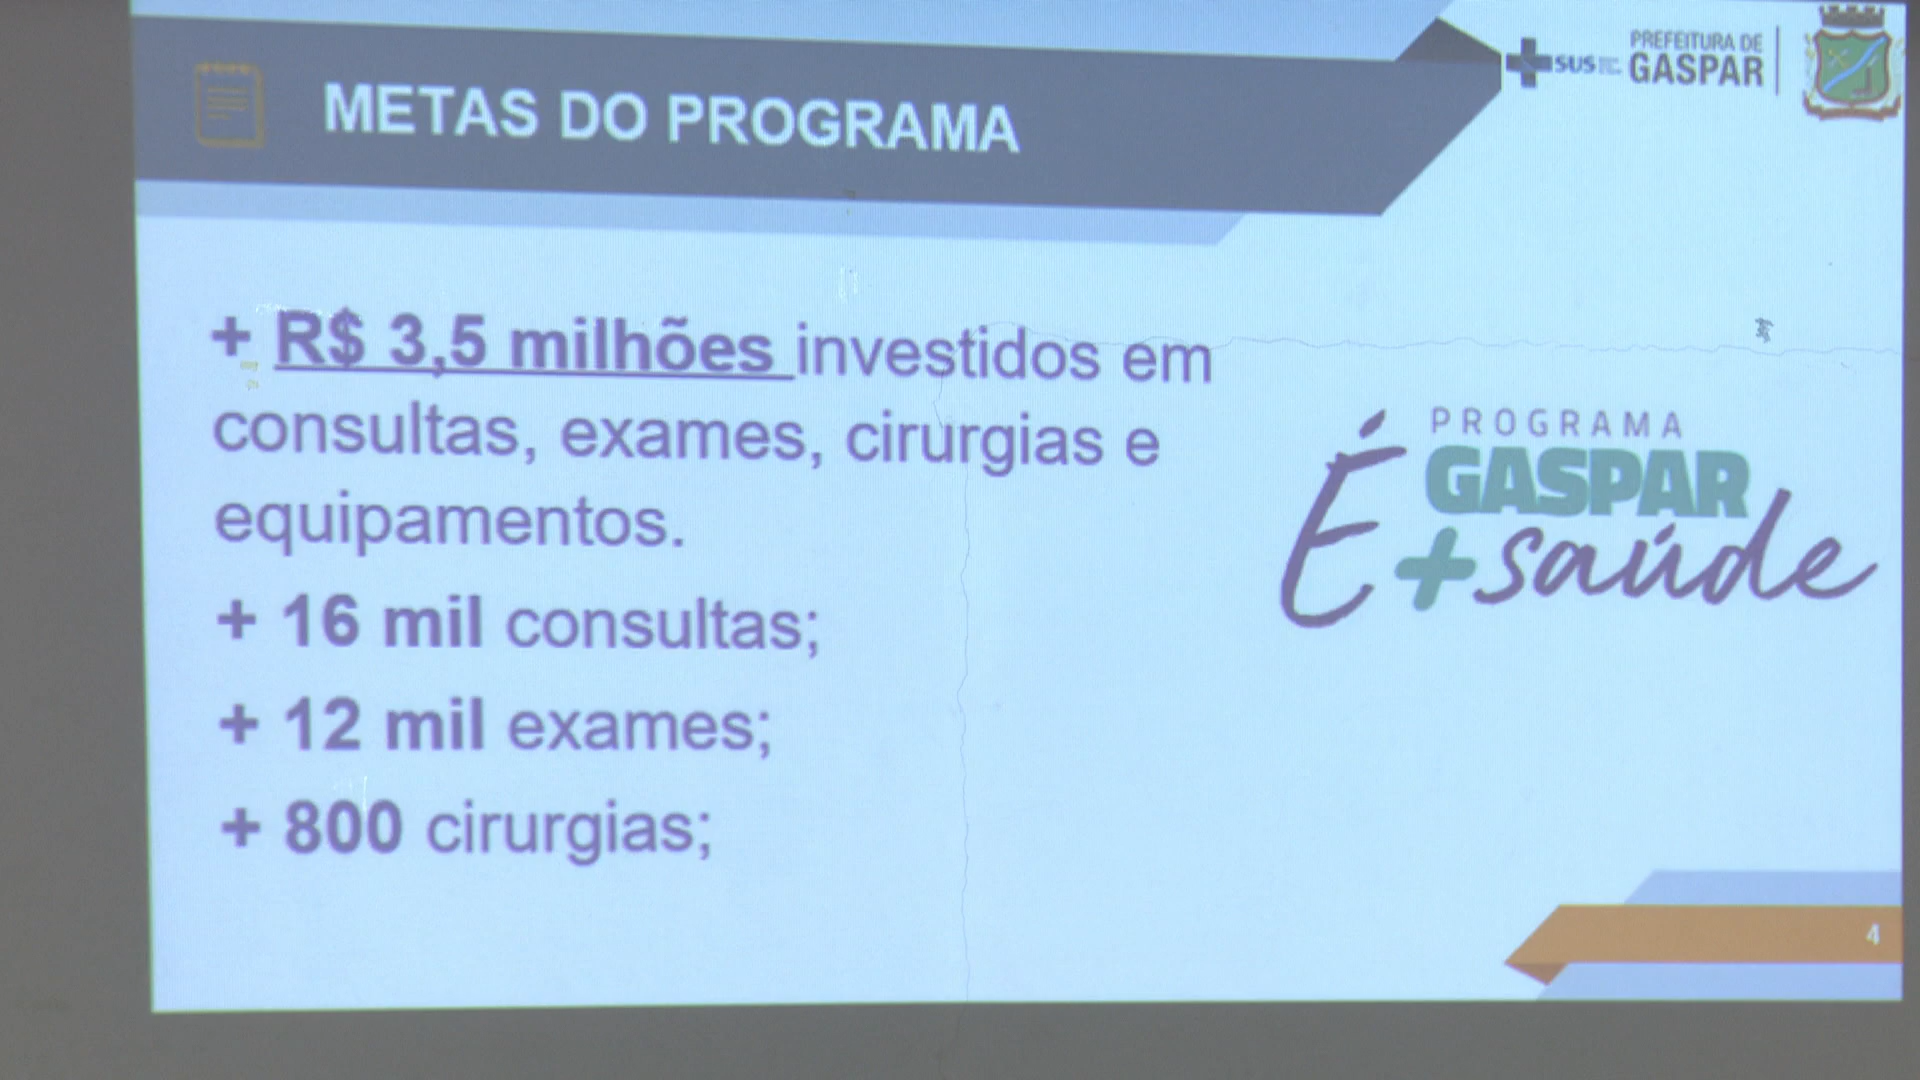 METAS DO PROGRAMA
SUS
PREFEITURA DE
GASPAR
+ R$ 3,5 milhões investidos em
consultas, exames, cirurgias e
equipamentos.
+ 16 mil consultas;
+ 12 mil exames;
+ 800 cirurgias;
PROGRAMA
GASPAR
É+saúde
4